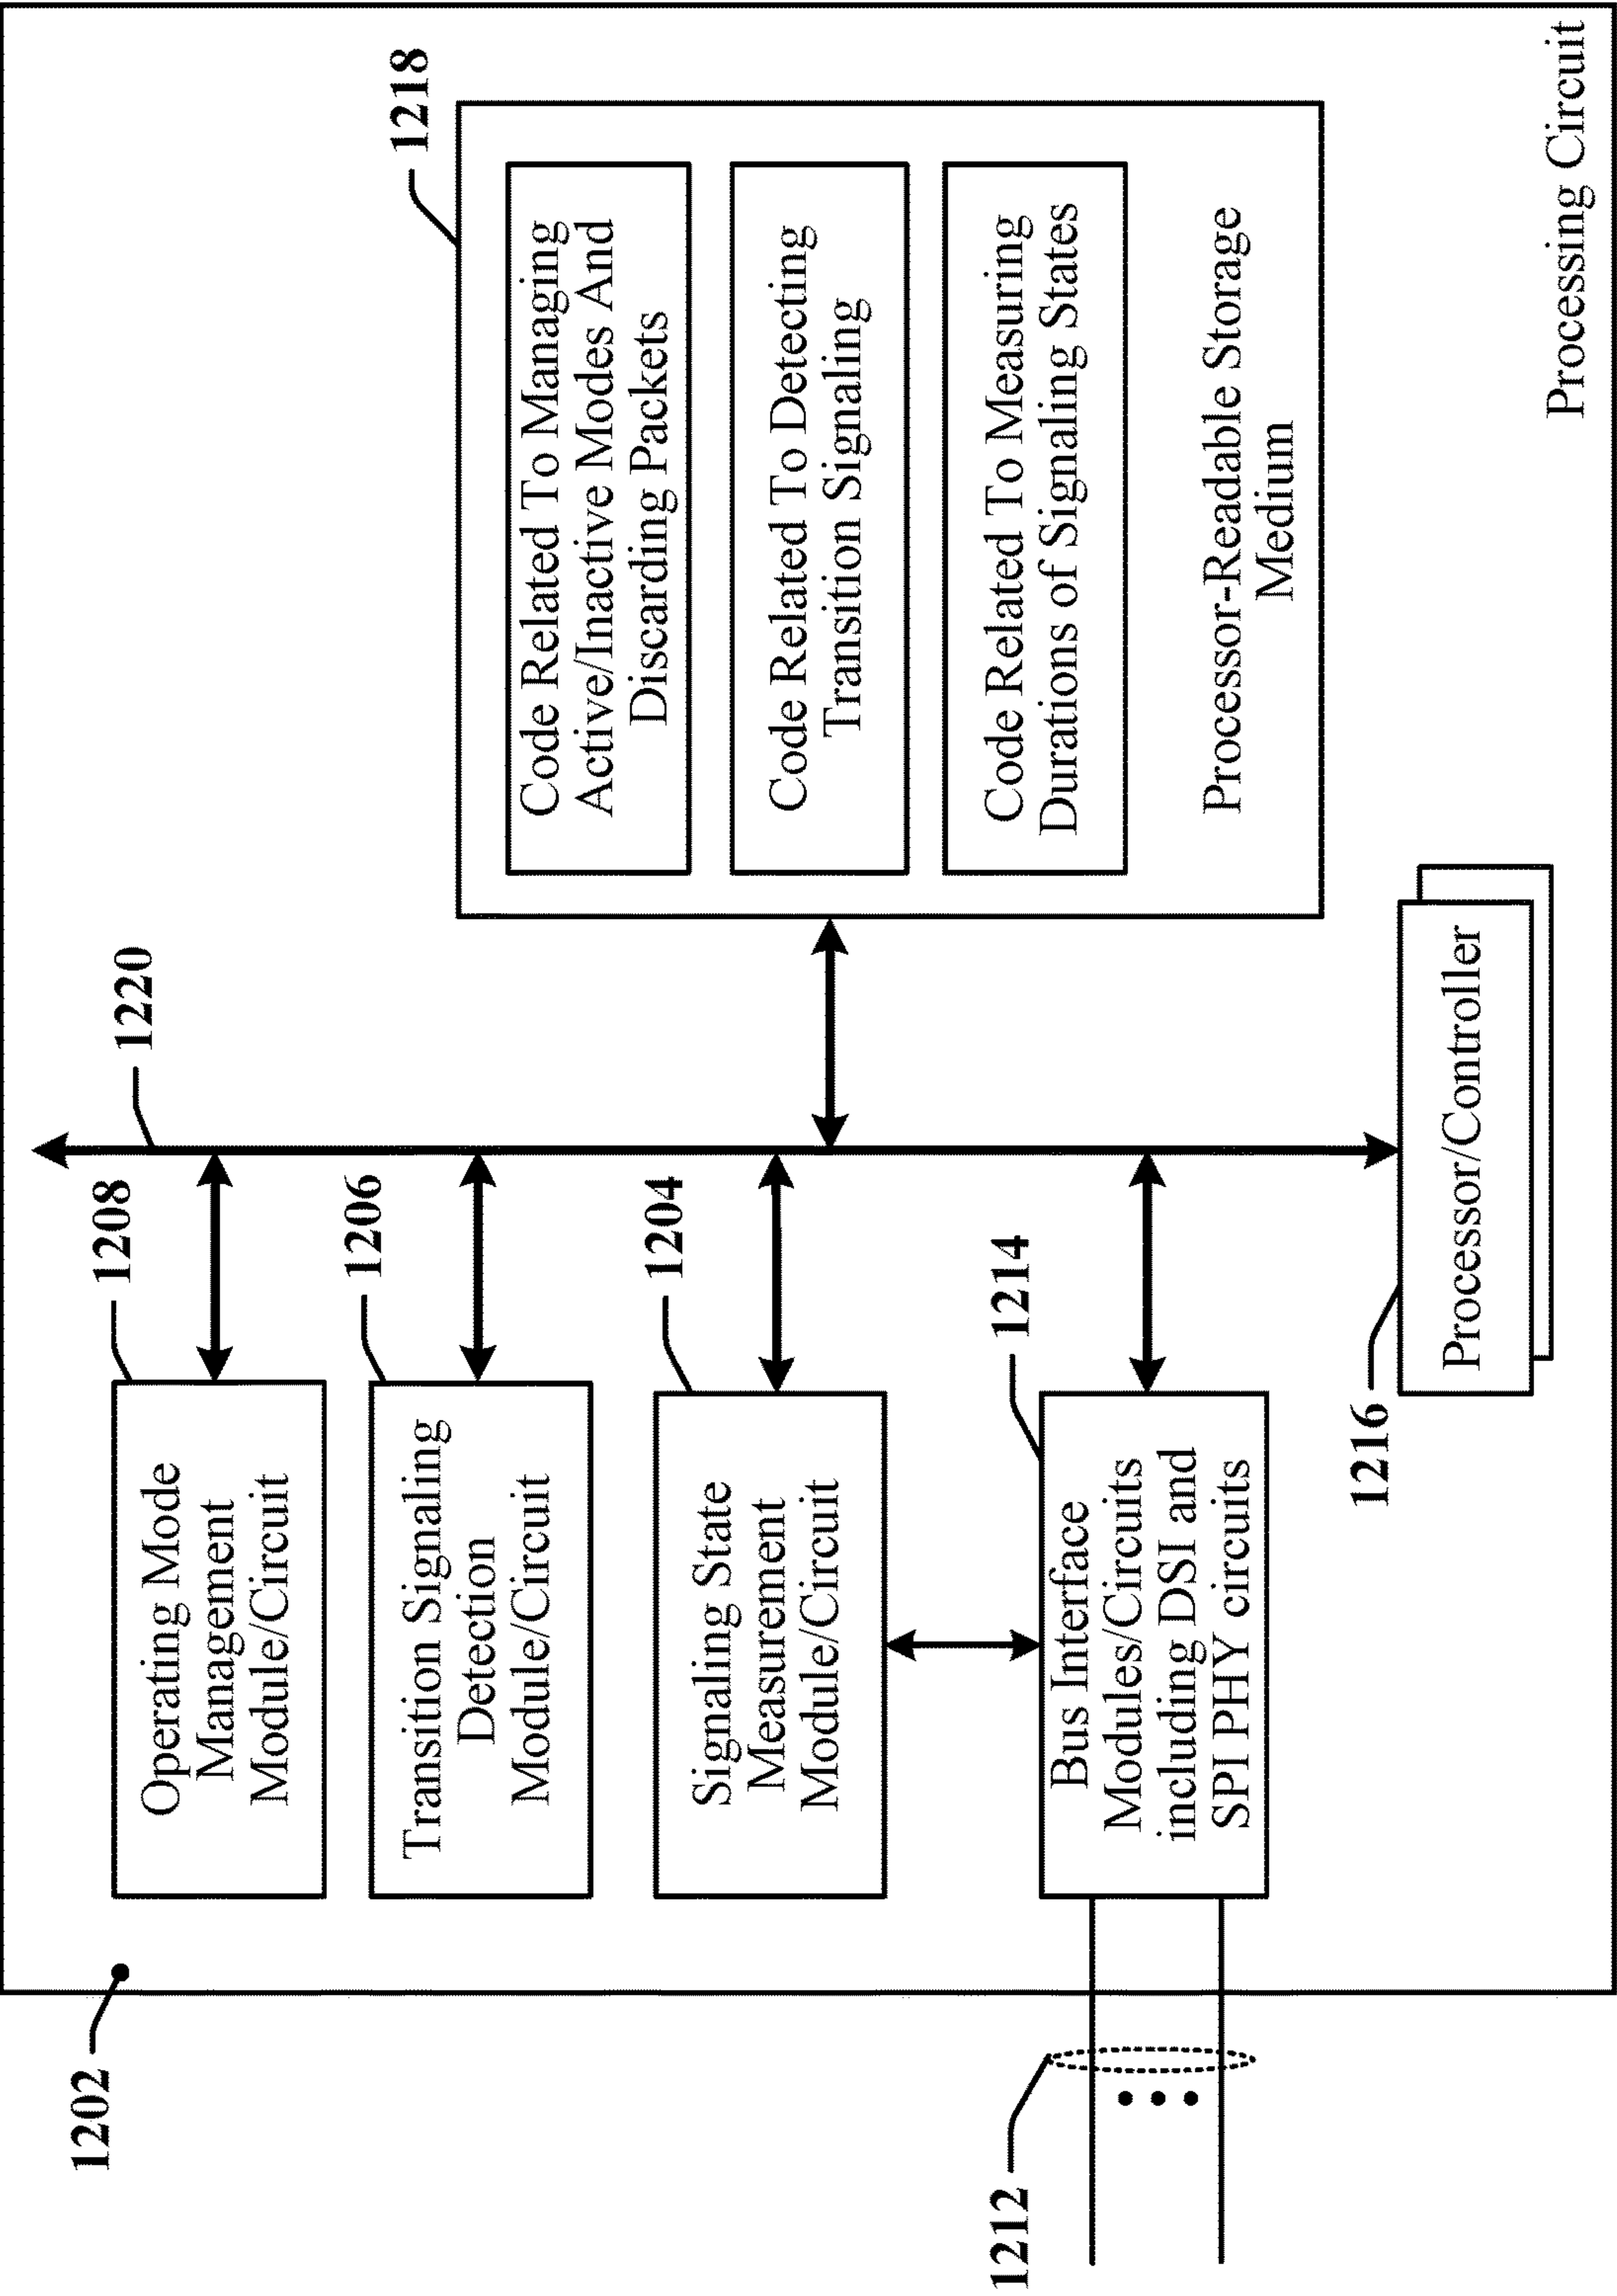 1202
1208
Operating Mode
Management
Module/Circuit
1220
1206
Transition Signaling
Detection
Module/Circuit
1204
Signaling State
Measurement
Module/Circuit
1212
1214
Bus Interface
Modules/Circuits
including DSI and
SPI PHY circuits
1216
Processor/Controller
1218
Code Related To Managing
Active/Inactive Modes And
Discarding Packets
Code Related To Detecting
Transition Signaling
Code Related To Measuring
Durations of Signaling States
Processor-Readable Storage
Medium
Processing Circuit